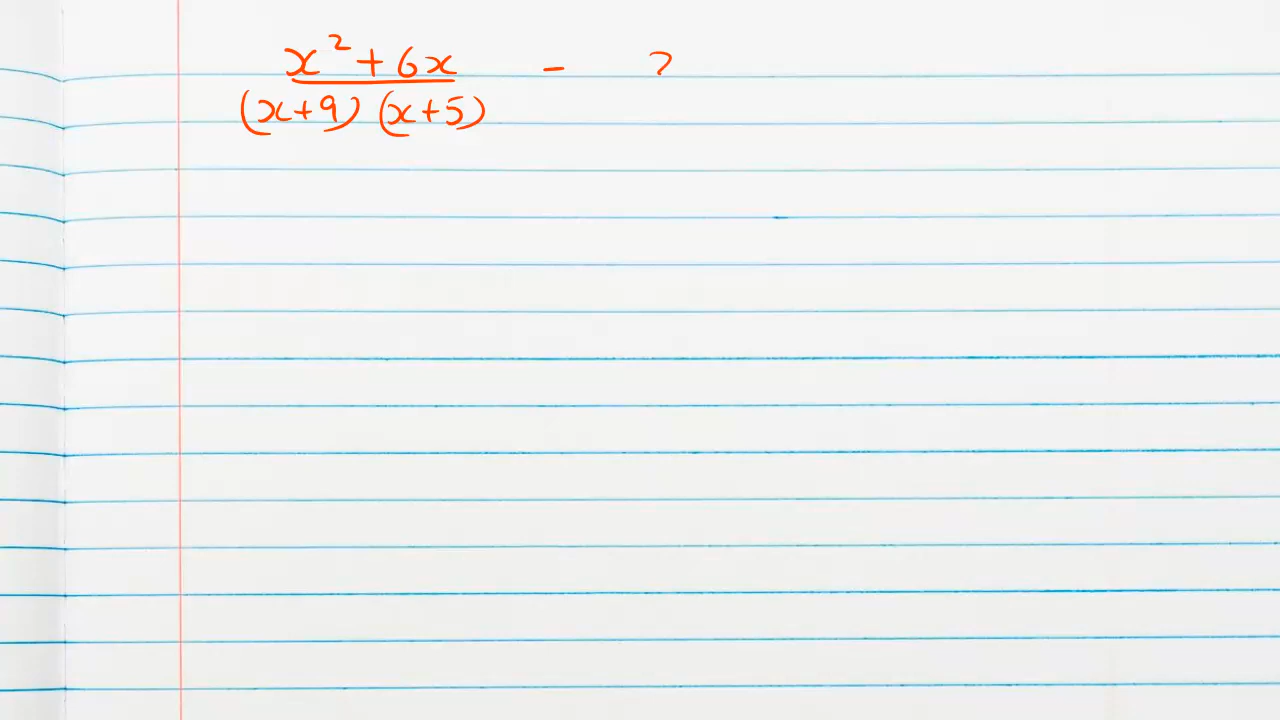 x² + 6x -
(x+9) (x+5)